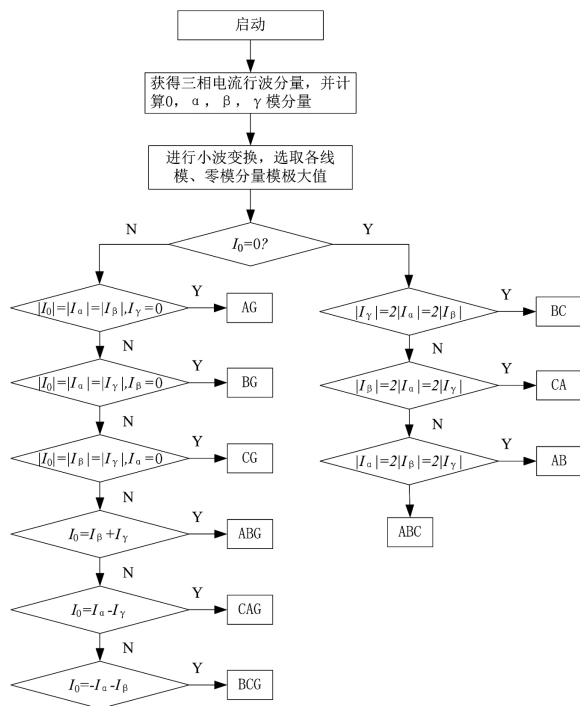 启动
获得三相电流行波分量，并计
算0，α，β，γ模分量
进行小波变换，选取各线
模、零模分量模极大值
I₀=0?
N
Y
|I₀|=|Iα|=|Iβ|,Iγ=0
Y
AG
N
|I₀|=|Iα|=|Iγ|,Iβ=0
Y
BG
N
|I₀|=|Iβ|=|Iγ|,Iα=0
Y
CG
N
I₀=Iβ+Iγ
Y
ABG
N
I₀=Iα-Iγ
Y
CAG
N
I₀=-Iα-Iβ
Y
BCG
|Iγ|=2|Iα|=2|Iβ|
Y
BC
N
|Iβ|=2|Iα|=2|Iγ|
Y
CA
N
|Iα|=2|Iβ|=2|Iγ|
Y
AB
ABC